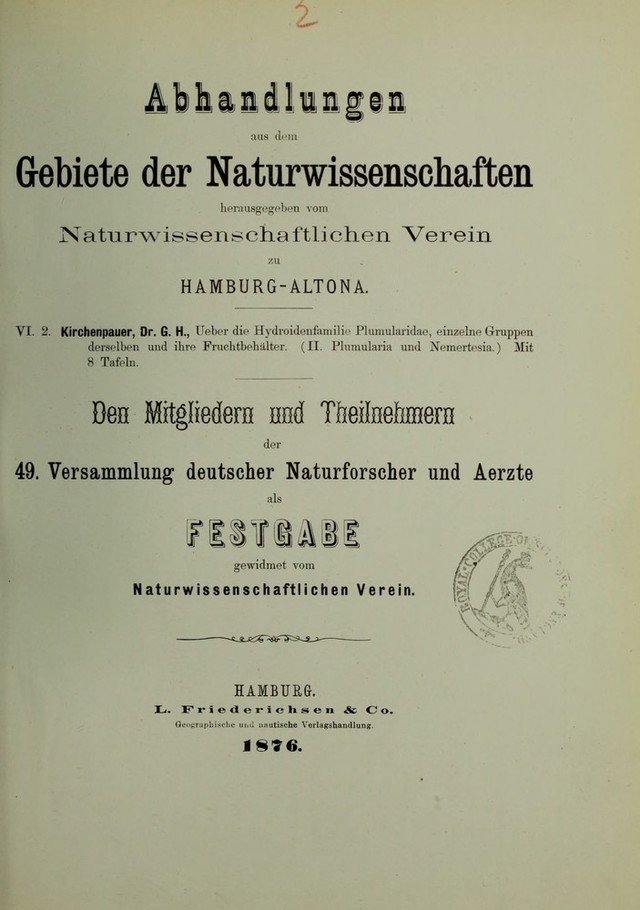 2
Abhandlungen
aus dem
Gebiete der Naturwissenschaften
herausgegeben vom
Naturwissenschaftlichen Verein
zu
HAMBURG-ALTONA.
VI. 2. Kirchenpauer, Dr. G. H., Ueber die Hydroidenfamilie Plumularidae, einzelne Gruppen
derselben und ihre Fruchtbehälter. (II. Plumularia und Nemertesia.) Mit
8 Tafeln.
Den Mitgliedern und Theilnehmern
der
49. Versammlung deutscher Naturforscher und Aerzte
als
FESTGABE
gewidmet vom
Naturwissenschaftlichen Verein.
ROYAL COLLEGE OF
HAMBURG.
L. Friederichsen & Co.
Geographische und nautische Verlagshandlung.
1876.